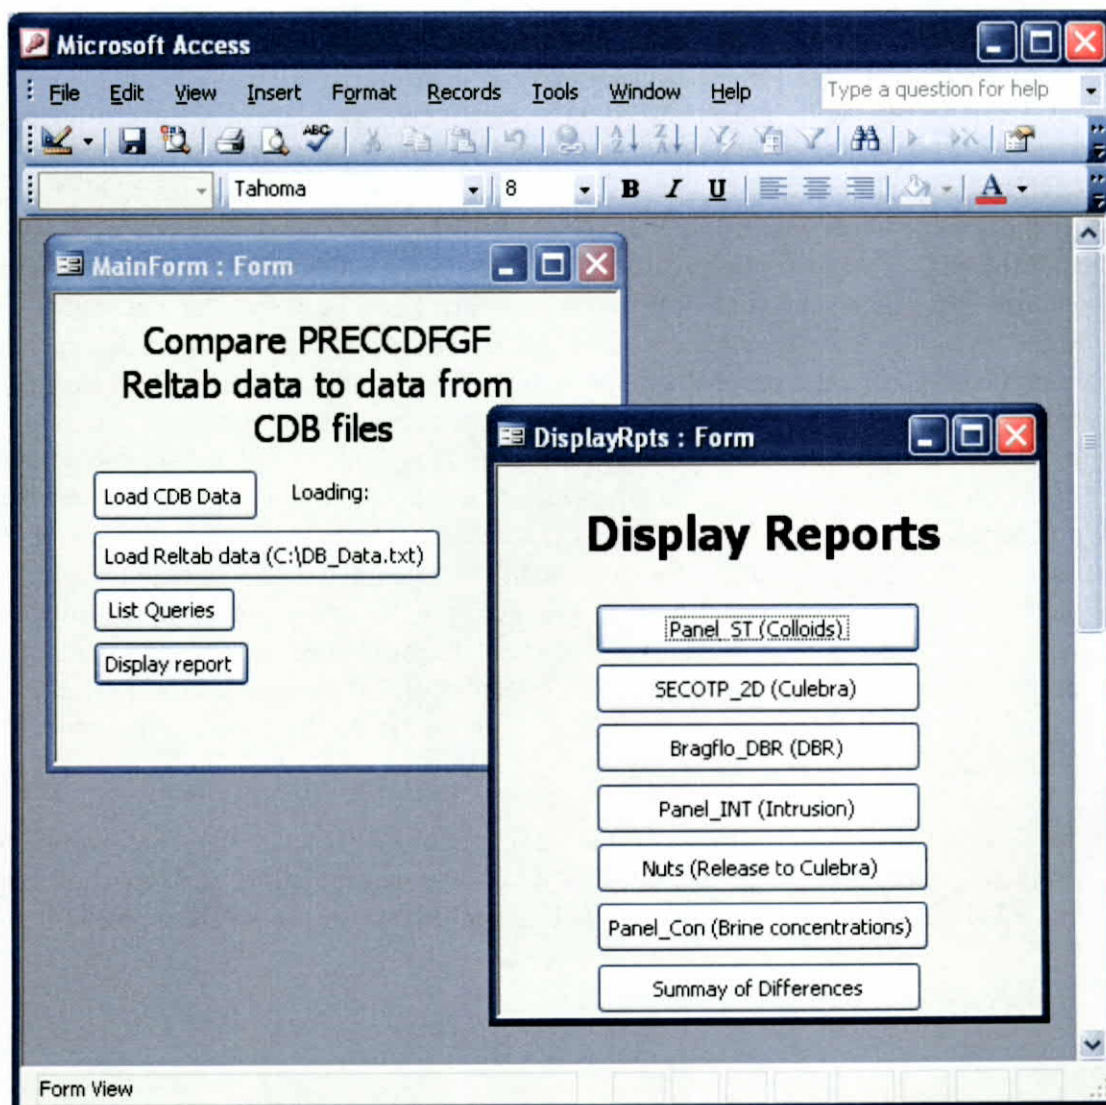 Microsoft Access
File Edit View Insert Format Records Tools Window Help Type a question for help
Tahoma 8 B I U A
MainForm : Form
Compare PRECCDFGF
Reltab data to data from
CDB files
Load CDB Data Loading:
Load Reltab data (C:\DB_Data.txt)
List Queries
Display report
DisplayRpts : Form
Display Reports
Panel_ST (Colloids)
SECOTP_2D (Culebra)
Bragflo_DBR (DBR)
Panel_INT (Intrusion)
Nuts (Release to Culebra)
Panel_Con (Brine concentrations)
Summay of Differences
Form View